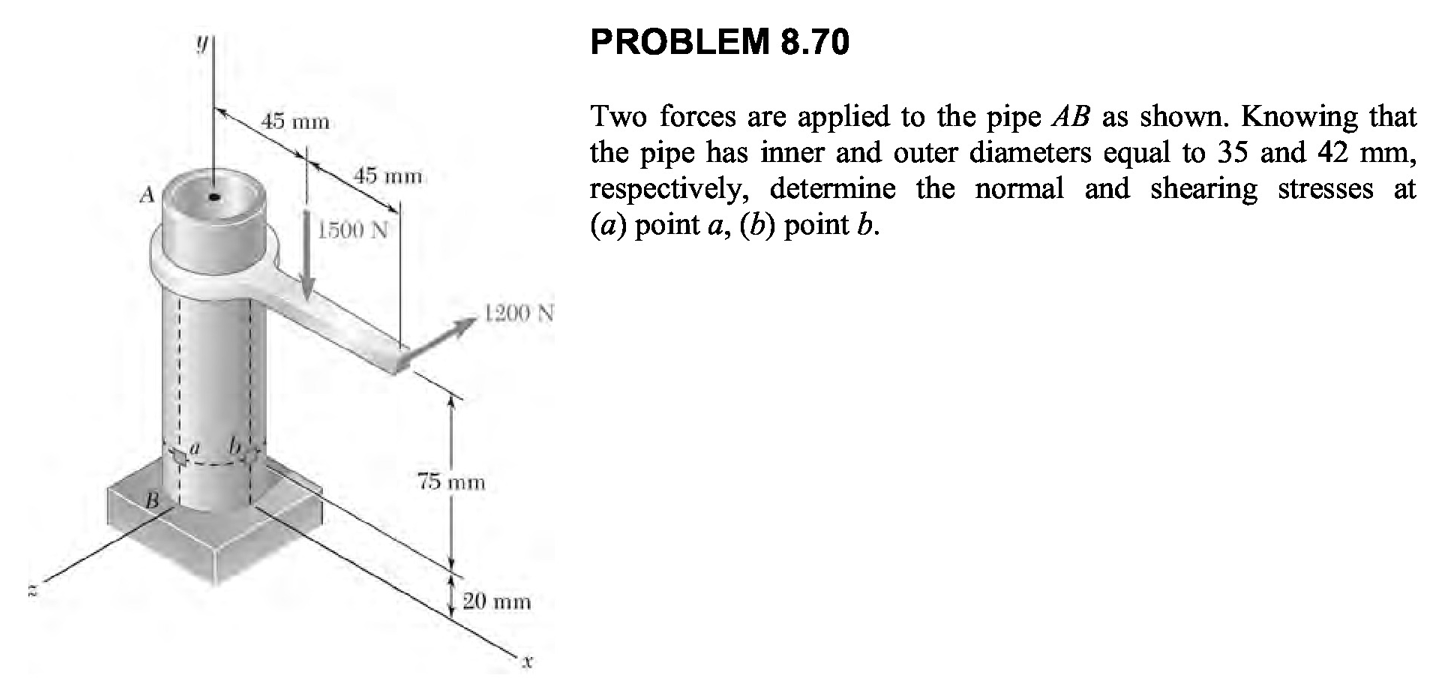 PROBLEM 8.70
Two forces are applied to the pipe AB as shown. Knowing that
the pipe has inner and outer diameters equal to 35 and 42 mm,
respectively, determine the normal and shearing stresses at
(a) point a, (b) point b.
y
45 mm
45 mm
A
1500 N
1200 N
a b
75 mm
B
z
20 mm
x